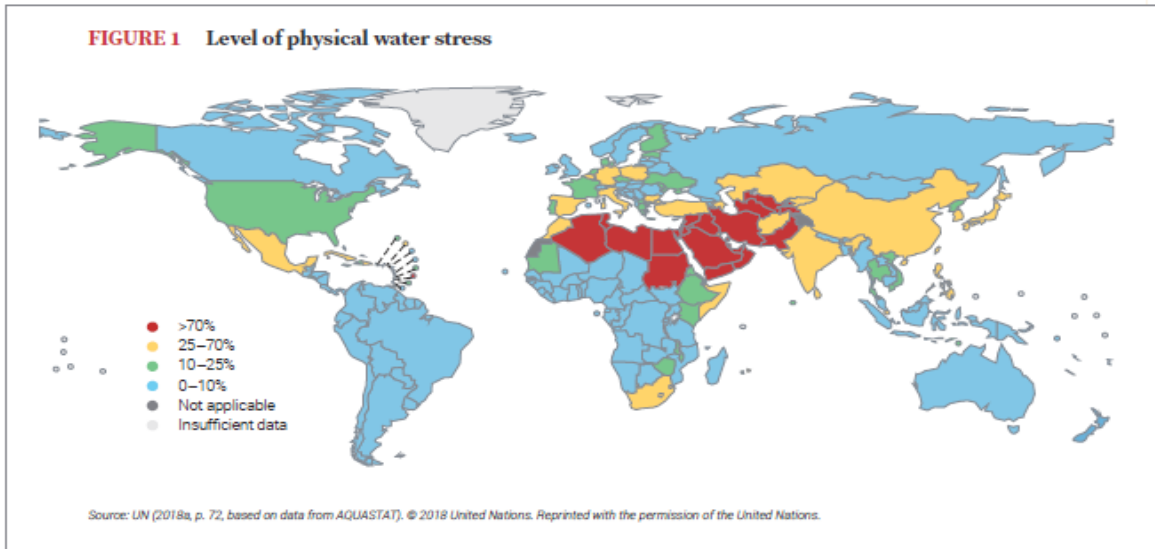 FIGURE 1 Level of physical water stress
>70%
25–70%
10–25%
0–10%
Not applicable
Insufficient data
Source: UN (2018a, p. 72, based on data from AQUASTAT). © 2018 United Nations. Reprinted with the permission of the United Nations.